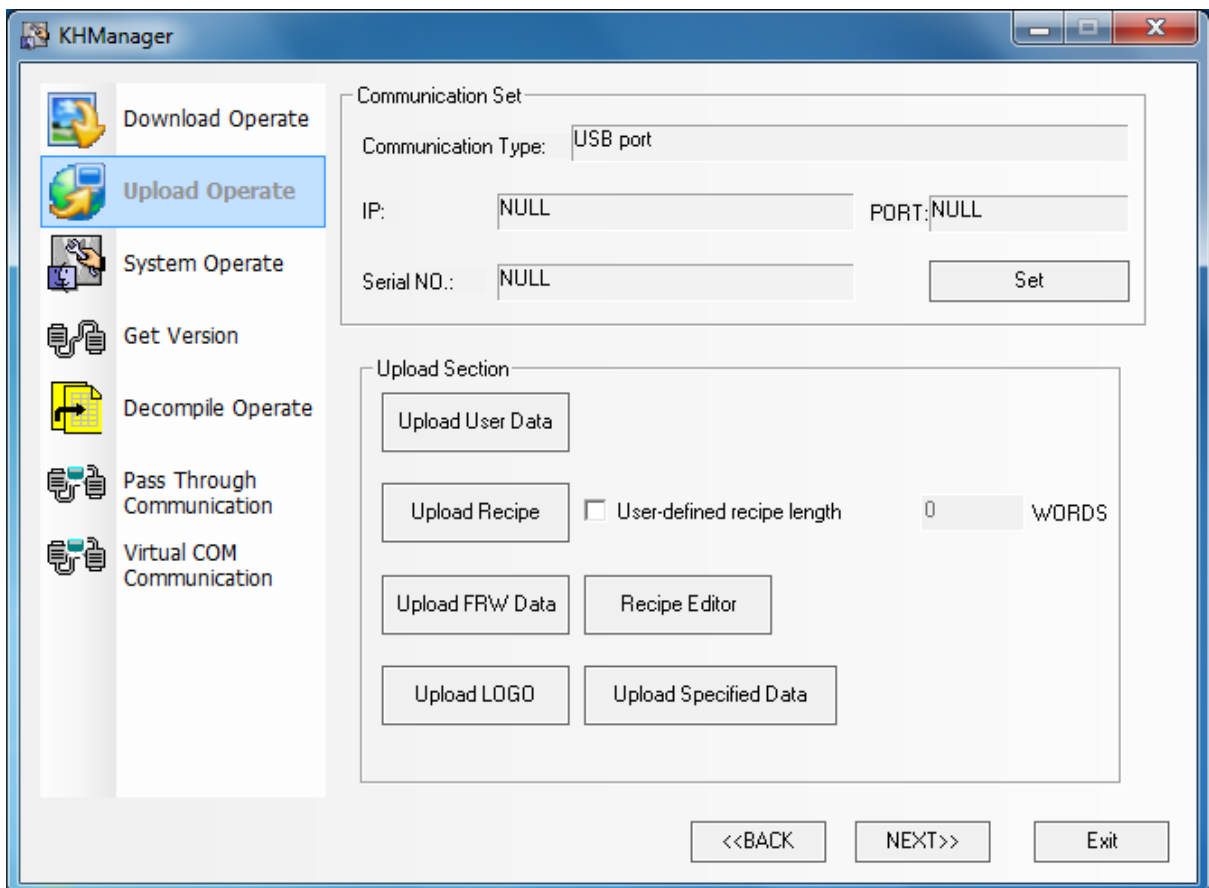 KHManager
Download Operate
Upload Operate
System Operate
Get Version
Decompile Operate
Pass Through
Communication
Virtual COM
Communication
Communication Set
Communication Type: USB port
IP: NULL PORT: NULL
Serial NO.: NULL Set
Upload Section
Upload User Data
Upload Recipe User-defined recipe length 0 WORDS
Upload FRW Data Recipe Editor
Upload LOGO Upload Specified Data
<<BACK NEXT>> Exit